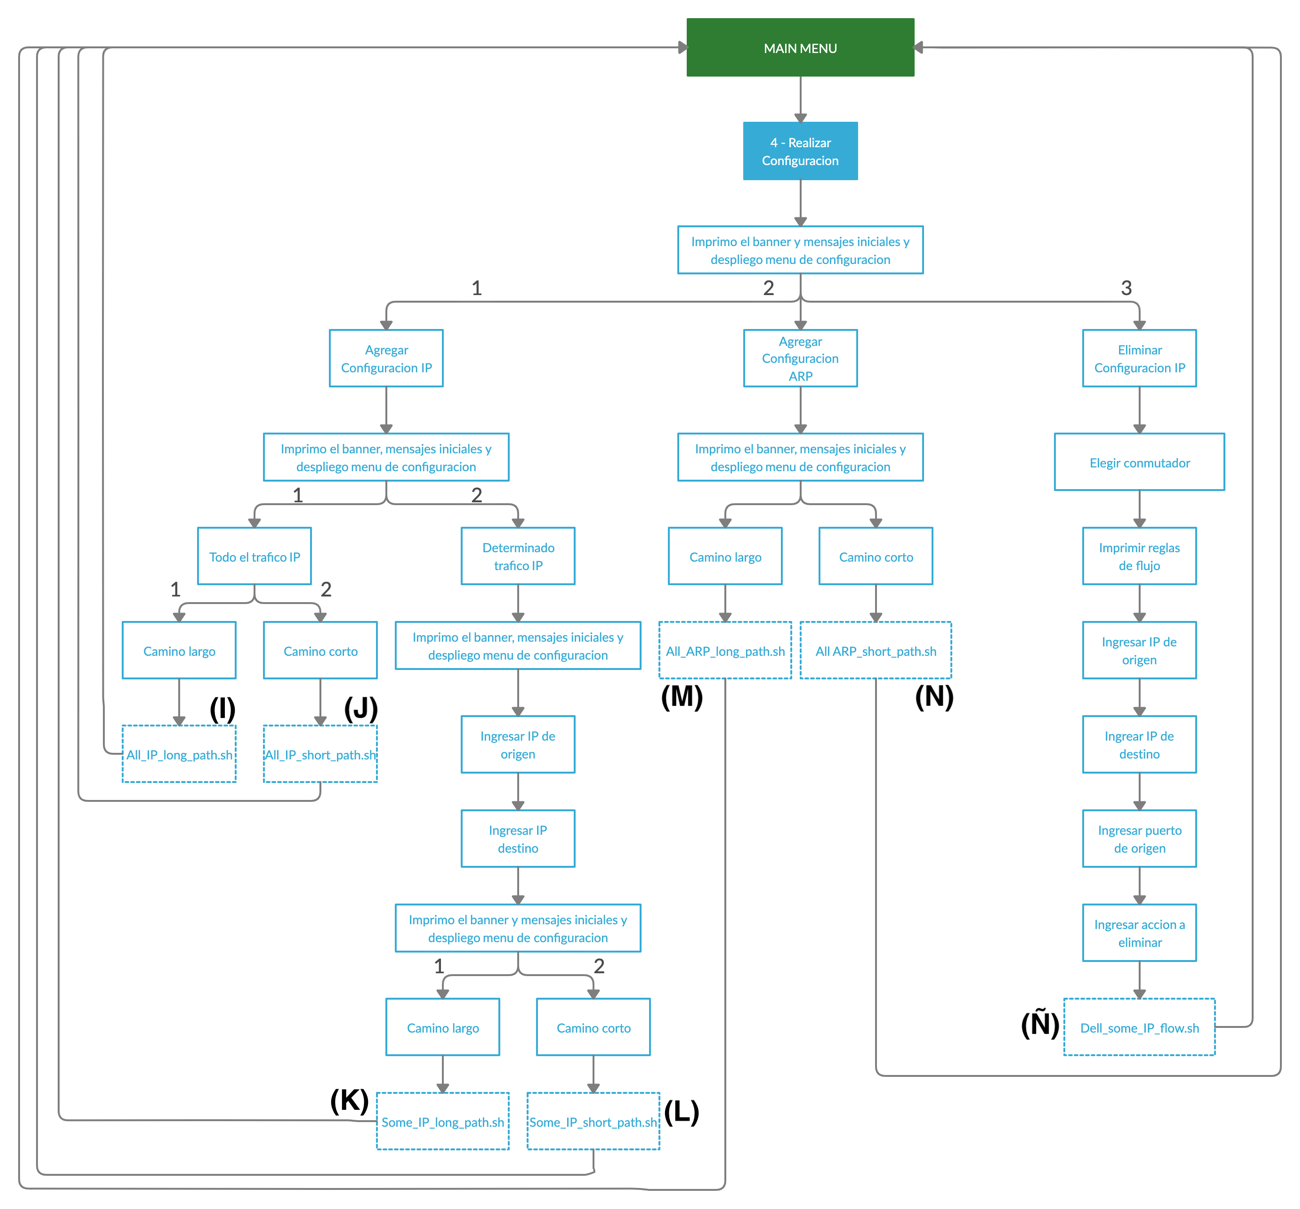 MAIN MENU
4 - Realizar
Configuracion
Imprimo el banner y mensajes iniciales y
despliego menu de configuracion
1
2
3
Agregar
Configuracion IP
Agregar
Configuracion
ARP
Eliminar
Configuracion IP
Imprimo el banner, mensajes iniciales y
despliego menu de configuracion
Imprimo el banner, mensajes iniciales y
despliego menu de configuracion
Elegir conmutador
1
2
Todo el trafico IP
Determinado
trafico IP
Camino largo
Camino corto
Imprimir reglas
de flujo
1
2
Camino largo
Camino corto
Imprimo el banner, mensajes iniciales y
despliego menu de configuracion
All_ARP_long_path.sh
All ARP_short_path.sh
Ingresar IP de
origen
(I)
(J)
(M)
(N)
All_IP_long_path.sh
All_IP_short_path.sh
Ingresar IP de
origen
Ingrear IP de
destino
Ingresar IP
destino
Ingresar puerto
de origen
Imprimo el banner y mensajes iniciales y
despliego menu de configuracion
Ingresar accion a
eliminar
1
2
Camino largo
Camino corto
(Ñ)
Dell_some_IP_flow.sh
(K)
Some_IP_long_path.sh
Some_IP_short_path.sh
(L)